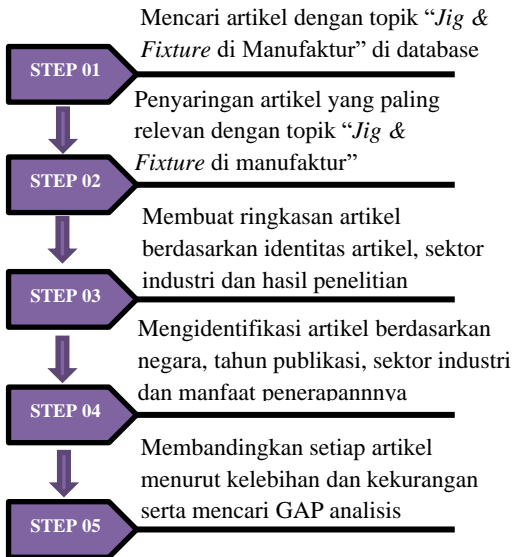 Mencari artikel dengan topik “Jig &
Fixture di Manufaktur” di database
STEP 01
Penyaringan artikel yang paling
relevan dengan topik “Jig &
Fixture di manufaktur”
STEP 02
Membuat ringkasan artikel
berdasarkan identitas artikel, sektor
industri dan hasil penelitian
STEP 03
Mengidentifikasi artikel berdasarkan
negara, tahun publikasi, sektor industri
dan manfaat penerapannnya
STEP 04
Membandingkan setiap artikel
menurut kelebihan dan kekurangan
serta mencari GAP analisis
STEP 05